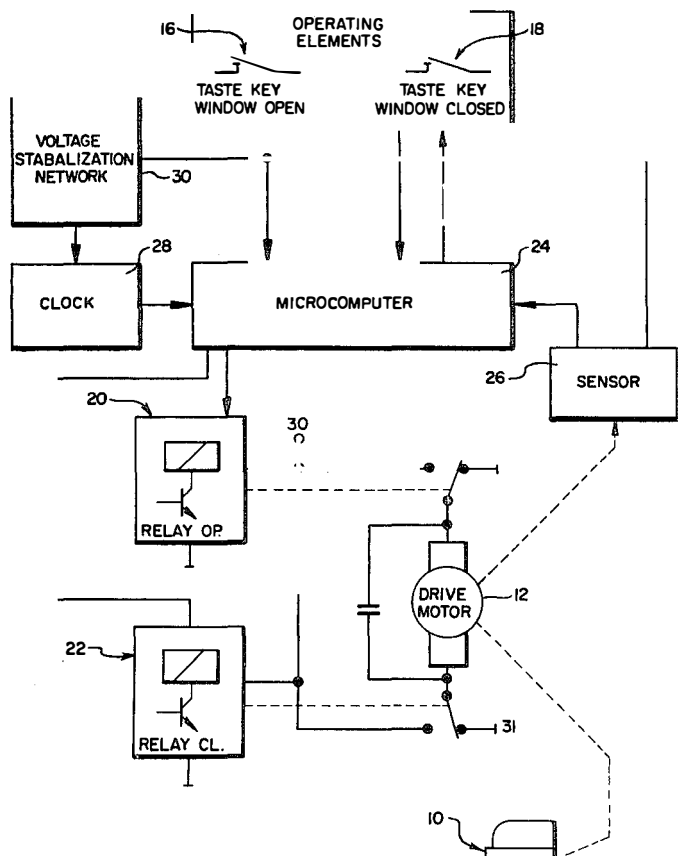 16
OPERATING
ELEMENTS
18
TASTE KEY
WINDOW OPEN
TASTE KEY
WINDOW CLOSED
VOLTAGE
STABALIZATION
NETWORK
30
28
24
CLOCK
MICROCOMPUTER
26
SENSOR
20
30
RELAY OP.
DRIVE
MOTOR
12
22
RELAY CL.
31
10